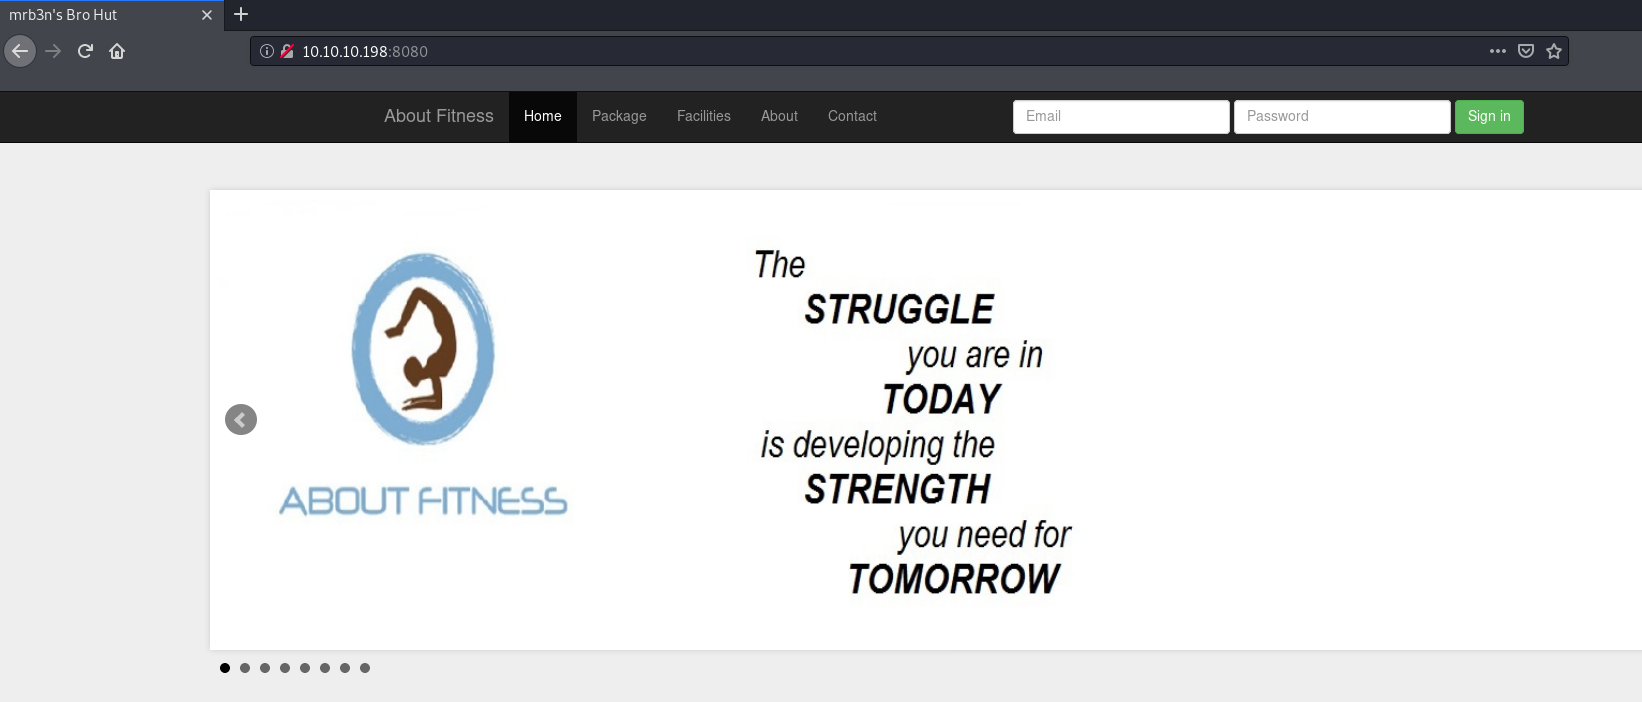 mrb3n's Bro Hut
10.10.10.198:8080
About Fitness Home Package Facilities About Contact Email Password Sign in
The
STRUGGLE
you are in
TODAY
is developing the
STRENGTH
you need for
TOMORROW
ABOUT FITNESS